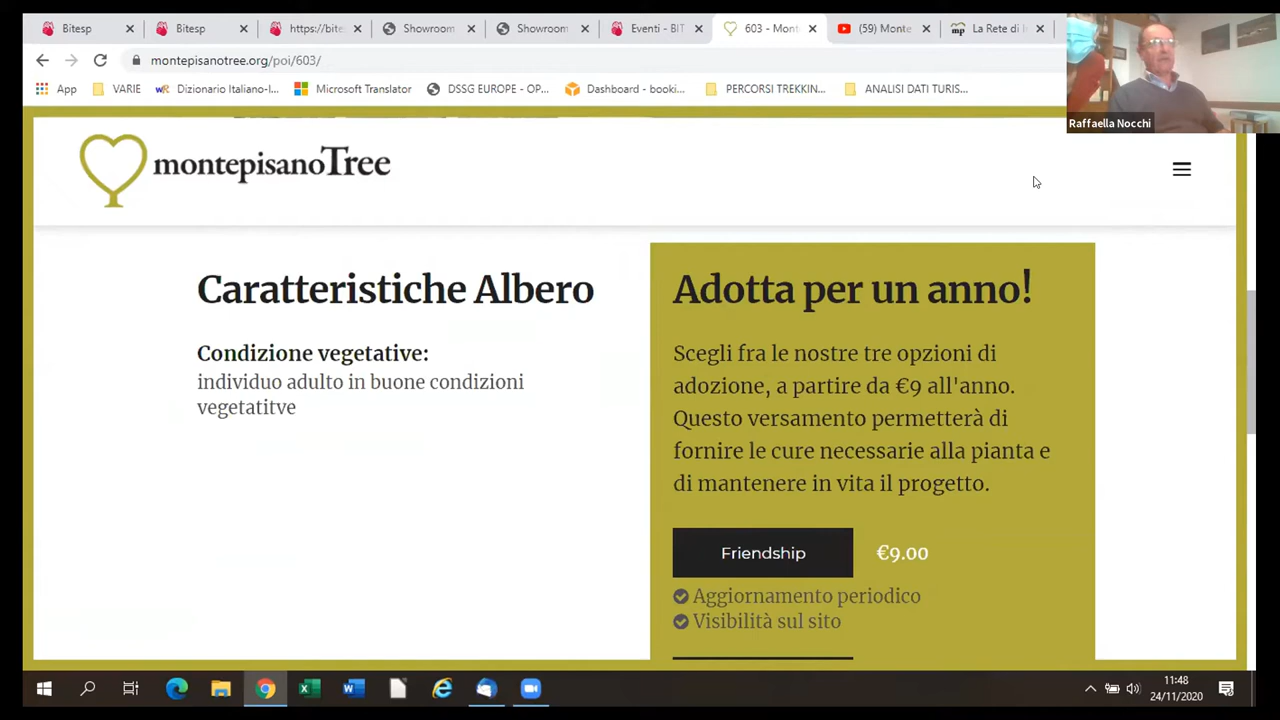 Bitesp
Bitesp
https://bite
Showroom
Showroom
Eventi - BIT
603 - Mont
(59) Monte
La Rete di I
montepisanotree.org/poi/603/
App
VARIE
Dizionario Italiano-I...
Microsoft Translator
DSSG EUROPE - OP...
Dashboard - booki...
PERCORSI TREKKIN...
ANALISI DATI TURIS...
Raffaella Nocchi
montepisanoTree
Caratteristiche Albero
Condizione vegetative:
individuo adulto in buone condizioni
vegetatitve
Adotta per un anno!
Scegli fra le nostre tre opzioni di
adozione, a partire da €9 all'anno.
Questo versamento permetterà di
fornire le cure necessarie alla pianta e
di mantenere in vita il progetto.
Friendship €9.00
Aggiornamento periodico
Visibilità sul sito
11:48
24/11/2020